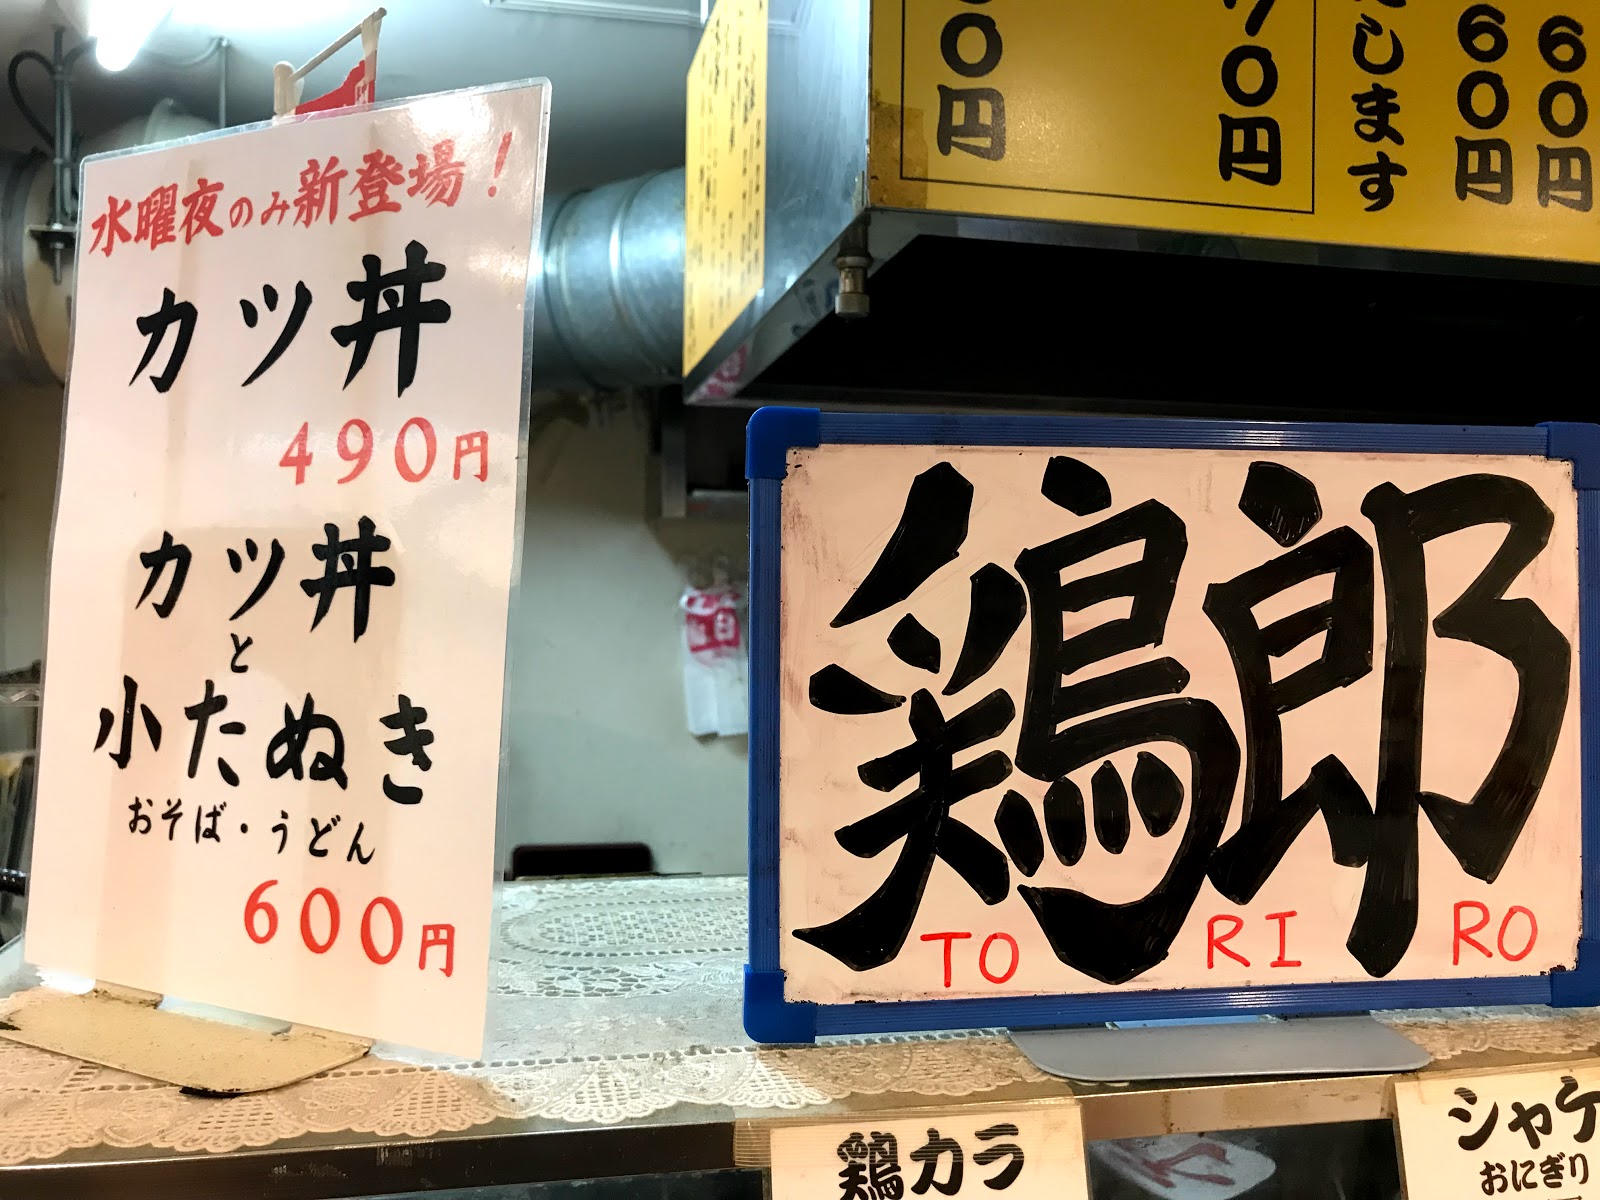 水曜夜のみ新登場！
カツ丼
490円
カツ丼
と
小たぬき
おそば・うどん
600円
0円
70円
します
60円
60円
鶏郎
TO RI RO
鶏カラ
シャケ
おにぎり